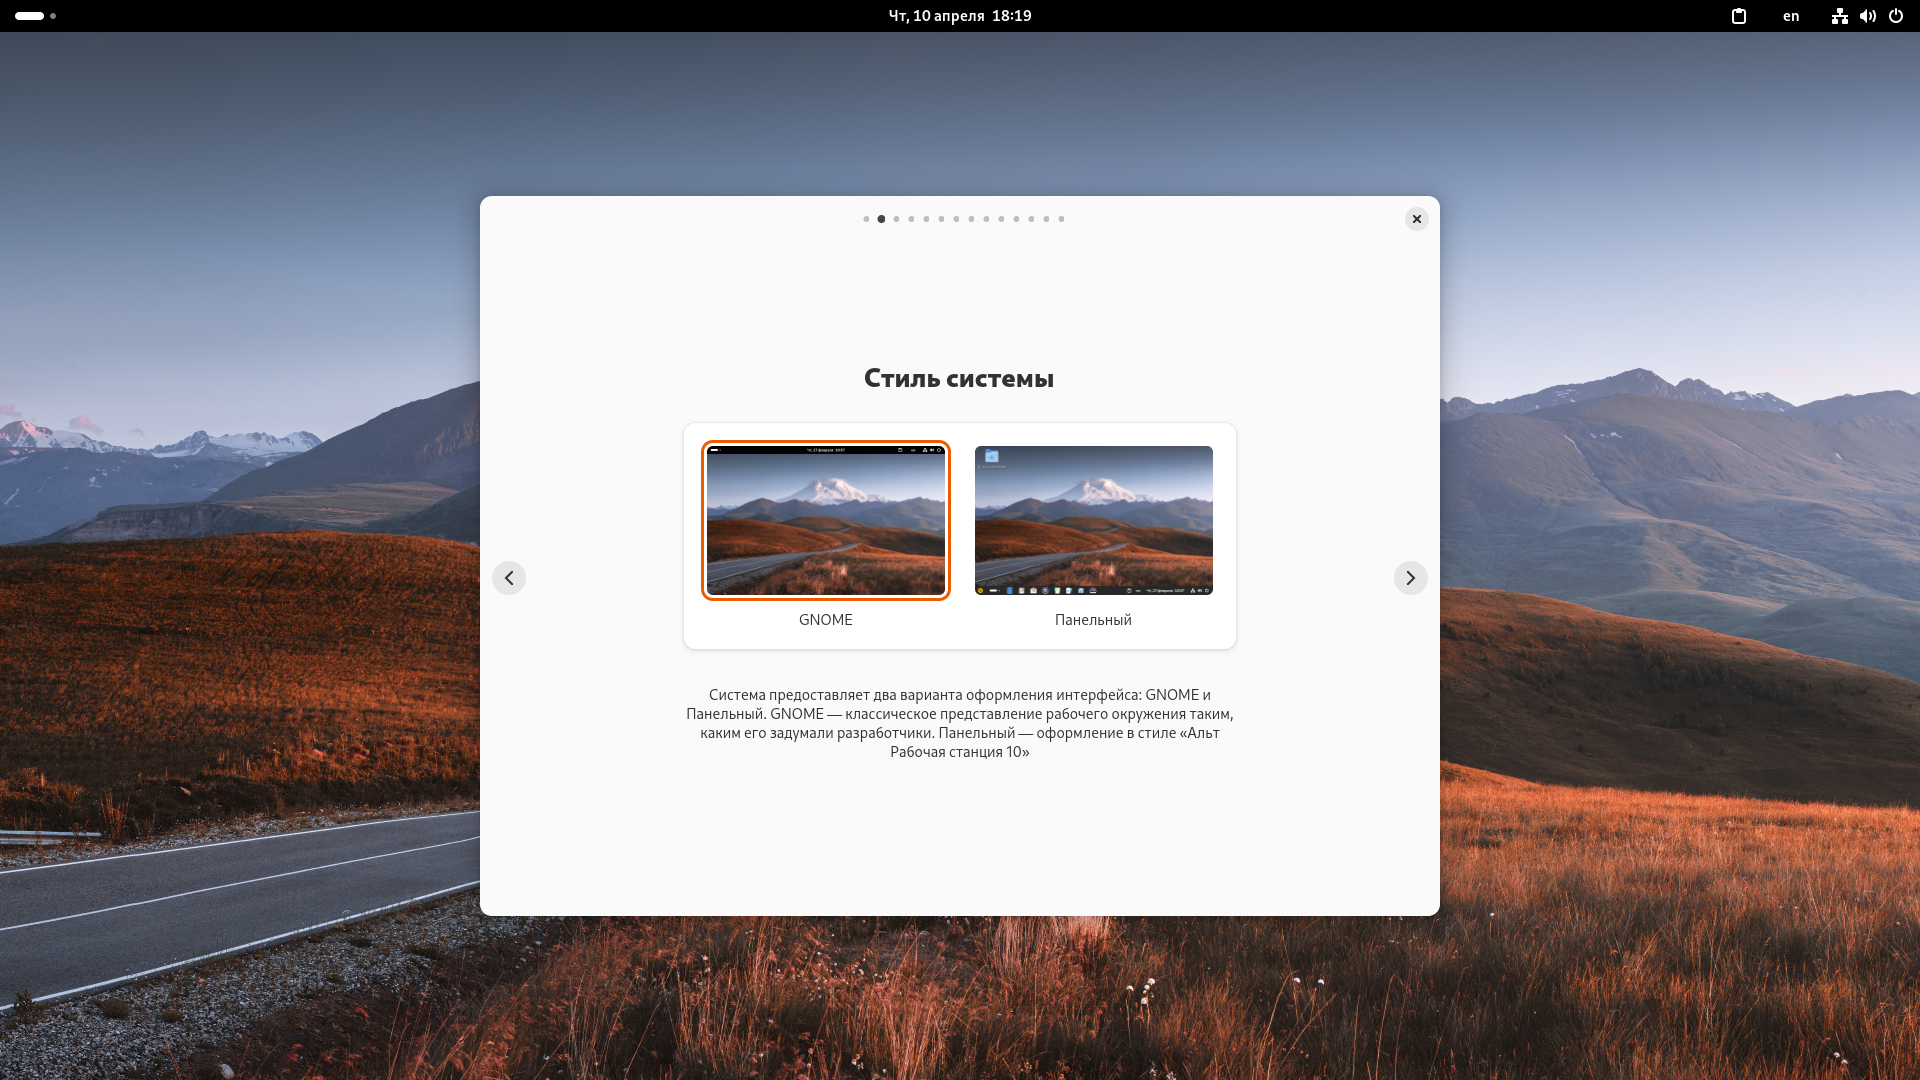 Чт, 10 апреля 18:19
en
Стиль системы
GNOME
Панельный
Система предоставляет два варианта оформления интерфейса: GNOME и
Панельный. GNOME — классическое представление рабочего окружения таким,
каким его задумали разработчики. Панельный — оформление в стиле «Альт
Рабочая станция 10»